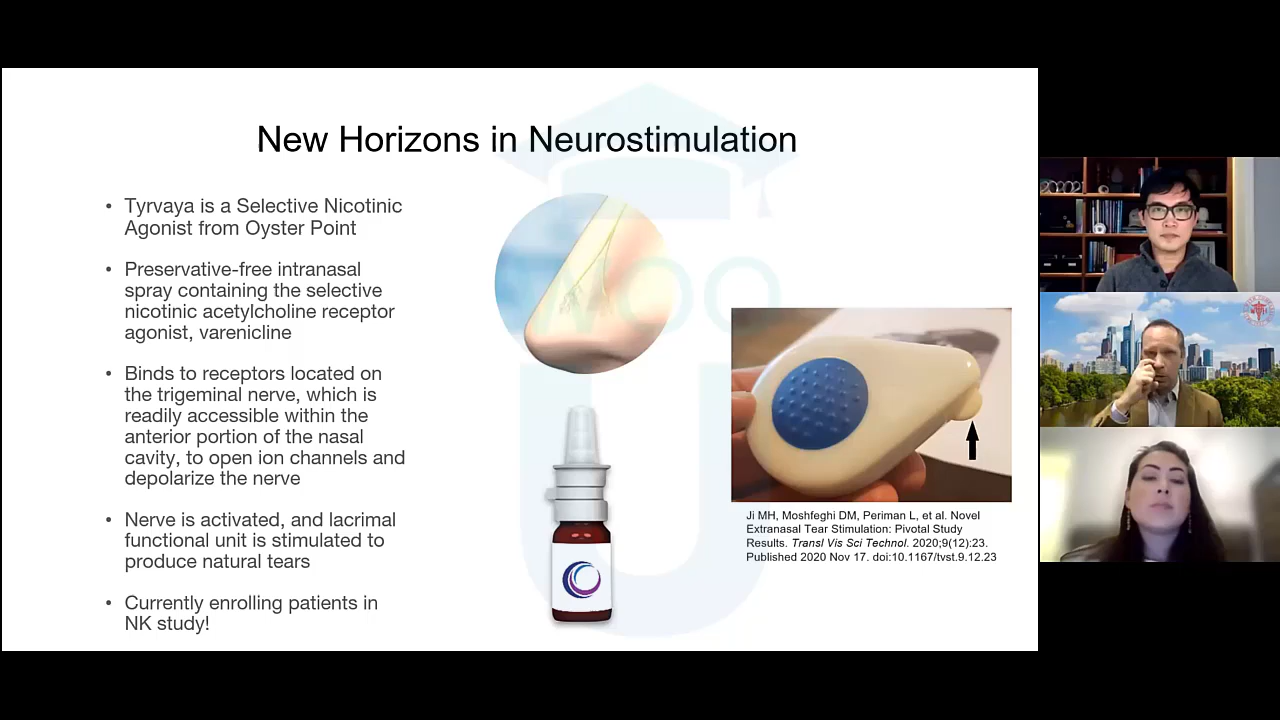 New Horizons in Neurostimulation
• Tyrvaya is a Selective Nicotinic
Agonist from Oyster Point
• Preservative-free intranasal
spray containing the selective
nicotinic acetylcholine receptor
agonist, varenicline
• Binds to receptors located on
the trigeminal nerve, which is
readily accessible within the
anterior portion of the nasal
cavity, to open ion channels and
depolarize the nerve
• Nerve is activated, and lacrimal
functional unit is stimulated to
produce natural tears
• Currently enrolling patients in
NK study!
WOO
U
Ji MH, Moshfeghi DM, Periman L, et al. Novel
Extranasal Tear Stimulation: Pivotal Study
Results. Transl Vis Sci Technol. 2020;9(12):23.
Published 2020 Nov 17. doi:10.1167/tvst.9.12.23